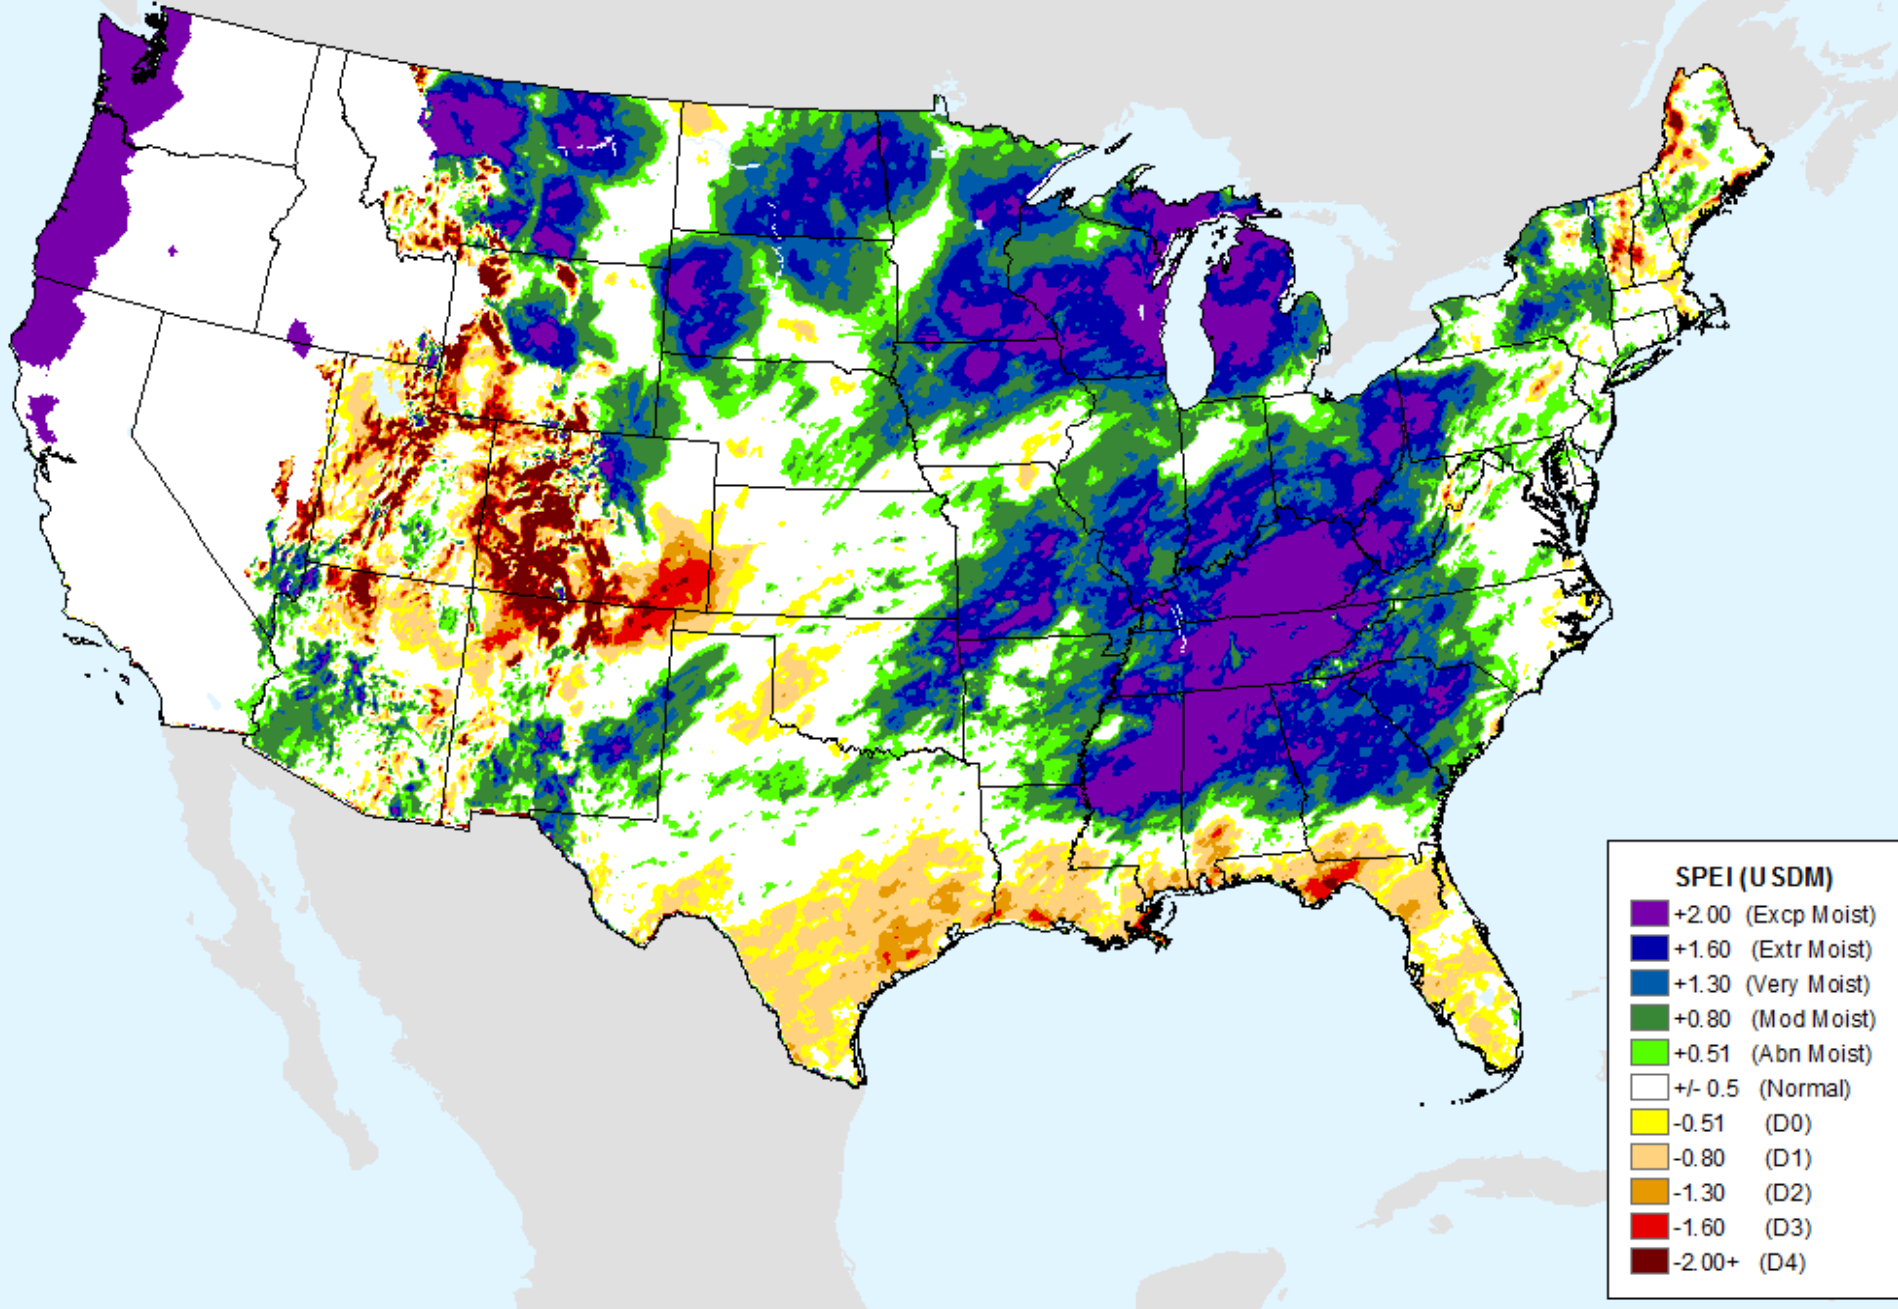 SPEI (USDM)
+2.00 (Excp Moist)
+1.60 (Extr Moist)
+1.30 (Very Moist)
+0.80 (Mod Moist)
+0.51 (Abn Moist)
+/- 0.5 (Normal)
-0.51 (D0)
-0.80 (D1)
-1.30 (D2)
-1.60 (D3)
-2.00+ (D4)